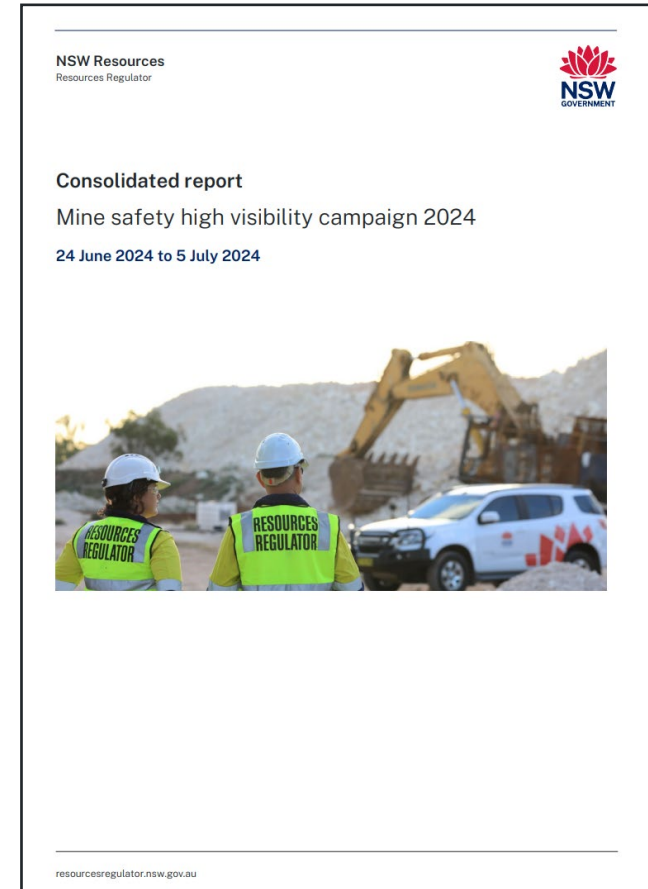 NSW Resources
Resources Regulator
NSW
GOVERNMENT
Consolidated report
Mine safety high visibility campaign 2024
24 June 2024 to 5 July 2024
RESOURCES
REGULATOR
RESOURCES
REGULATOR
resourcesregulator.nsw.gov.au